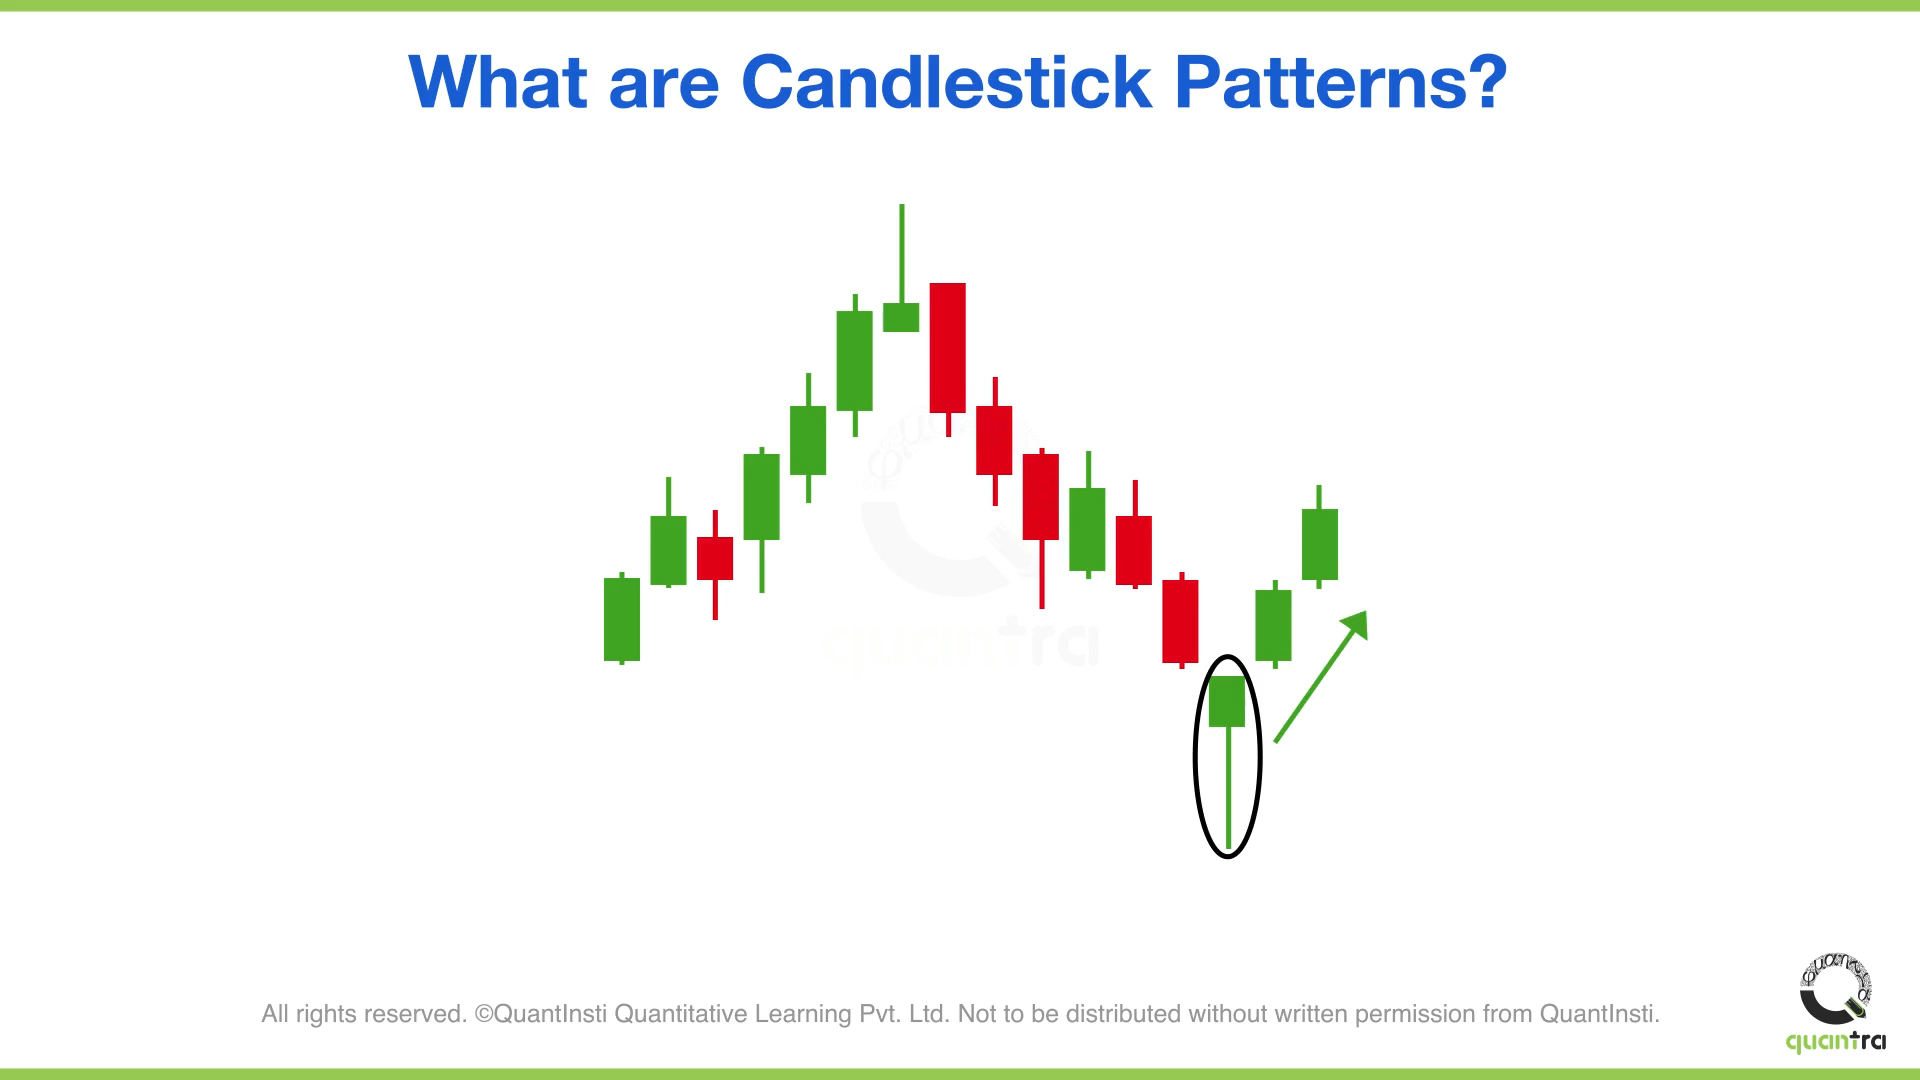 What are Candlestick Patterns?
quantra
All rights reserved. ©QuantInsti Quantitative Learning Pvt. Ltd. Not to be distributed without written permission from QuantInsti.
quantra